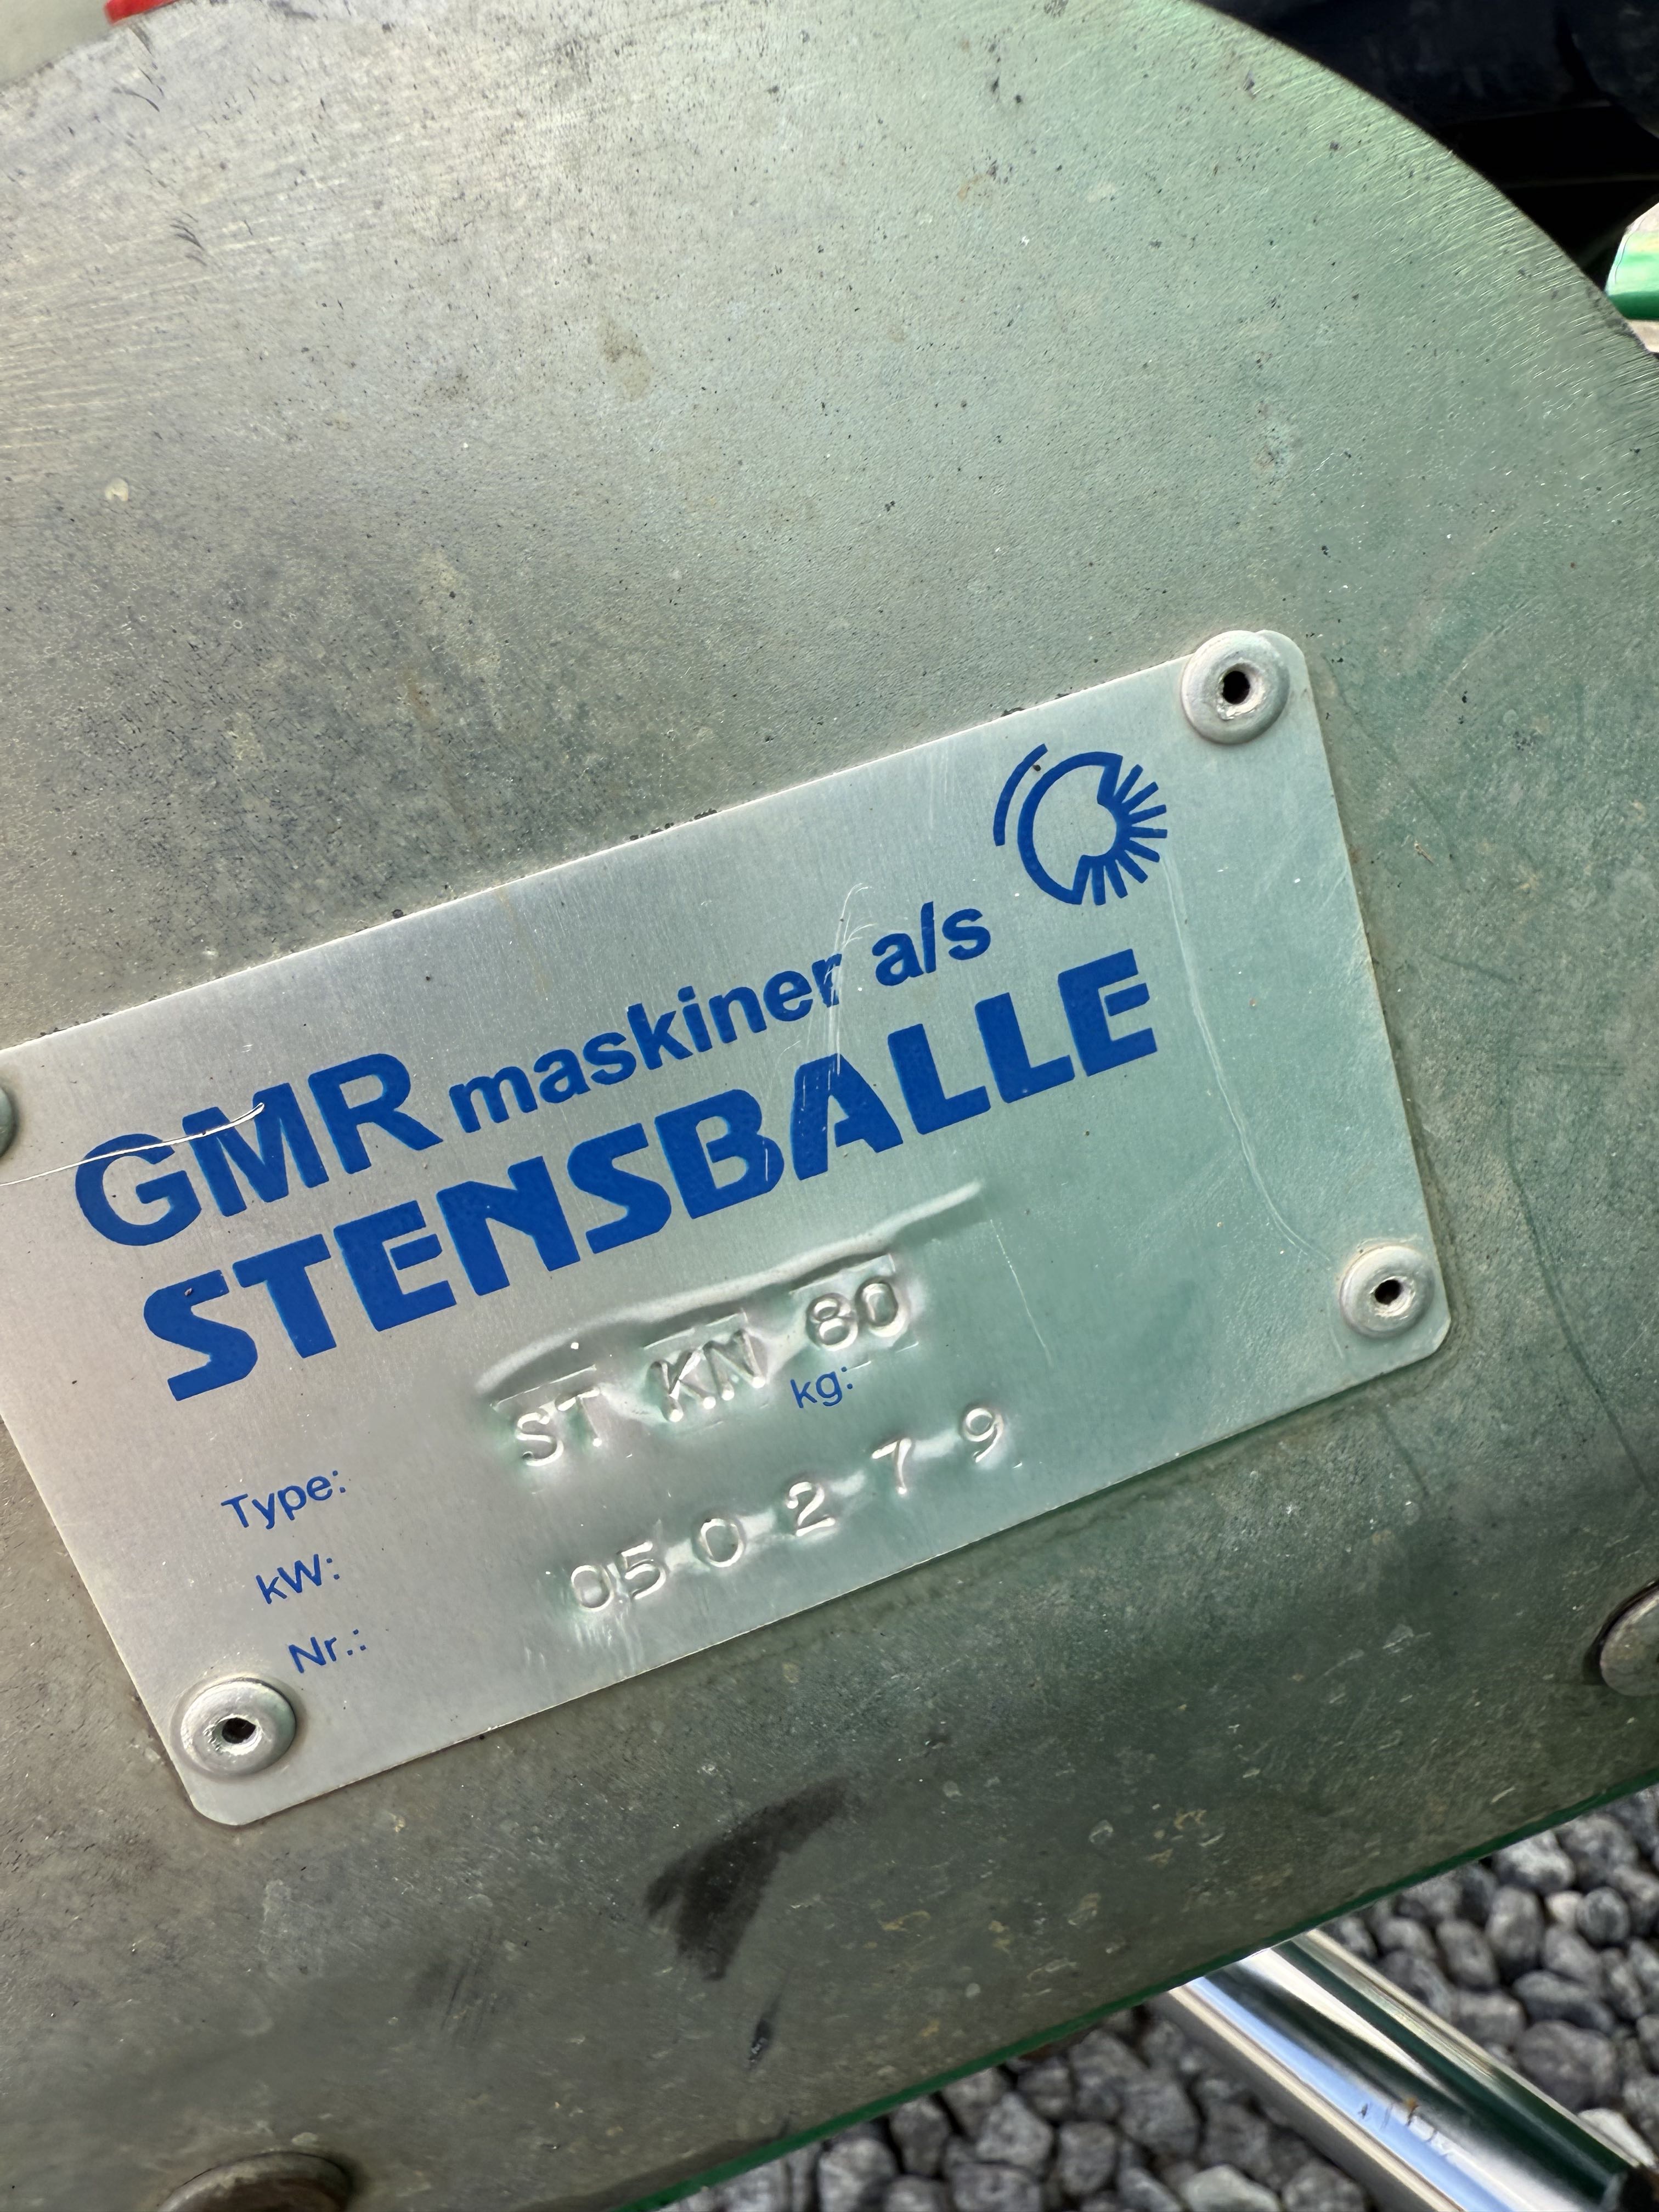 GMR maskiner a/s
STENSBALLE
Type: ST KN 80
kW: kg:
Nr.: 050279